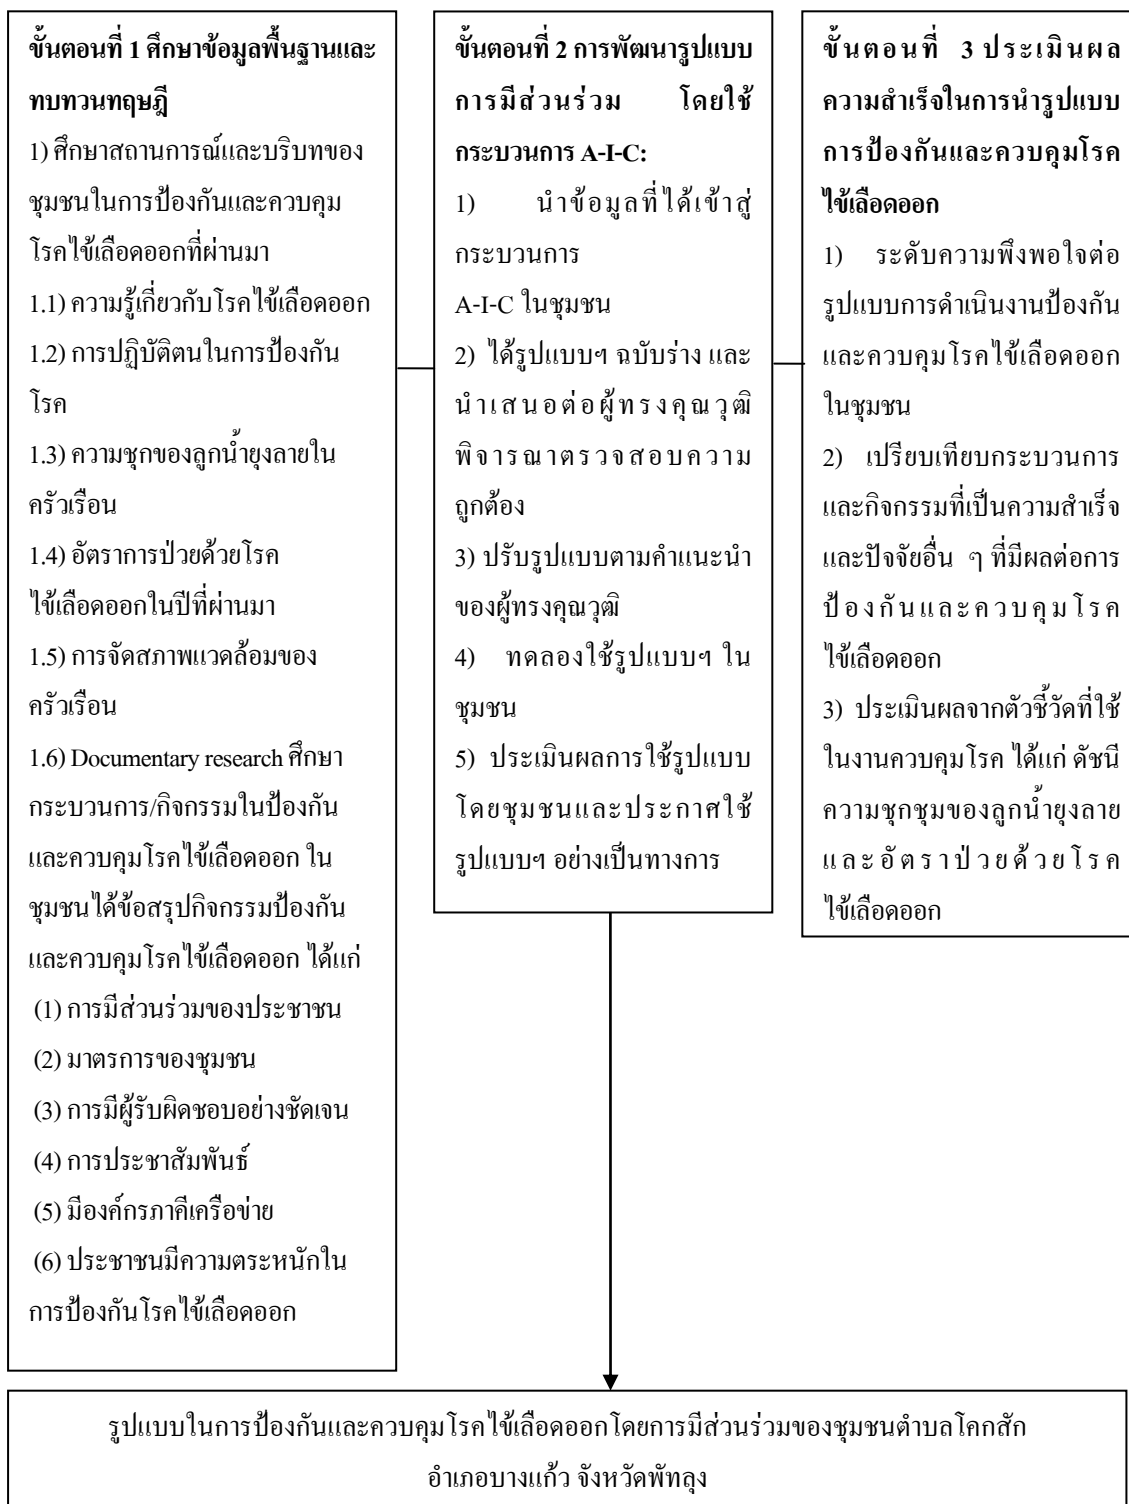 ขั้นตอนที่ 1 ศึกษาข้อมูลพื้นฐานและ
ทบทวนทฤษฎี
1) ศึกษาสถานการณ์และบริบทของ
ชุมชนในการป้องกันและควบคุม
โรคไข้เลือดออกที่ผ่านมา
1.1) ความรู้เกี่ยวกับโรคไข้เลือดออก
1.2) การปฏิบัติตนในการป้องกัน
โรค
1.3) ความชุกของลูกน้ำยุงลายใน
ครัวเรือน
1.4) อัตราการป่วยด้วยโรค
ไข้เลือดออกในปีที่ผ่านมา
1.5) การจัดสภาพแวดล้อมของ
ครัวเรือน
1.6) Documentary research ศึกษา
กระบวนการ/กิจกรรมในป้องกัน
และควบคุมโรคไข้เลือดออก ใน
ชุมชนได้ข้อสรุปกิจกรรมป้องกัน
และควบคุมโรคไข้เลือดออก ได้แก่
(1) การมีส่วนร่วมของประชาชน
(2) มาตรการของชุมชน
(3) การมีผู้รับผิดชอบอย่างชัดเจน
(4) การประชาสัมพันธ์
(5) มีองค์กรภาคีเครือข่าย
(6) ประชาชนมีความตระหนักใน
การป้องกันโรคไข้เลือดออก
ขั้นตอนที่ 2 การพัฒนารูปแบบ
การมีส่วนร่วม โดยใช้
กระบวนการ A-I-C:
1) นำข้อมูลที่ได้เข้าสู่
กระบวนการ
A-I-C ในชุมชน
2) ได้รูปแบบฯ ฉบับร่าง และ
นำเสนอต่อผู้ทรงคุณวุฒิ
พิจารณาตรวจสอบความ
ถูกต้อง
3) ปรับรูปแบบตามคำแนะนำ
ของผู้ทรงคุณวุฒิ
4) ทดลองใช้รูปแบบฯ ใน
ชุมชน
5) ประเมินผลการใช้รูปแบบ
โดยชุมชนและประกาศใช้
รูปแบบฯ อย่างเป็นทางการ
ขั้นตอนที่ 3 ประเมินผล
ความสำเร็จในการนำรูปแบบ
การป้องกันและควบคุมโรค
ไข้เลือดออก
1) ระดับความพึงพอใจต่อ
รูปแบบการดำเนินงานป้องกัน
และควบคุมโรคไข้เลือดออก
ในชุมชน
2) เปรียบเทียบกระบวนการ
และกิจกรรมที่เป็นความสำเร็จ
และปัจจัยอื่น ๆ ที่มีผลต่อการ
ป้องกันและควบคุมโรค
ไข้เลือดออก
3) ประเมินผลจากตัวชี้วัดที่ใช้
ในงานควบคุมโรค ได้แก่ ดัชนี
ความชุกชุมของลูกน้ำยุงลาย
และอัตราป่วยด้วยโรค
ไข้เลือดออก
รูปแบบในการป้องกันและควบคุมโรคไข้เลือดออกโดยการมีส่วนร่วมของชุมชนตำบลโคกสัก
อำเภอบางแก้ว จังหวัดพัทลุง